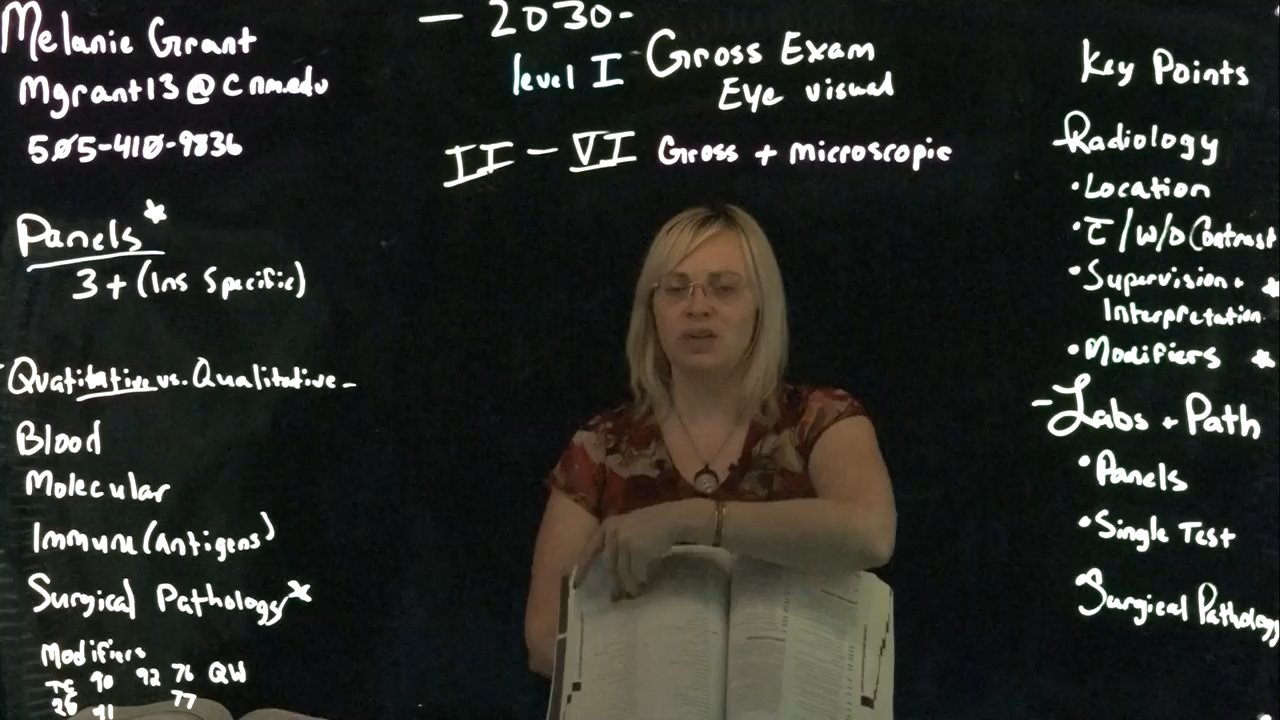 Melanie Grant
Mgrant13@cnm.edu
505-410-9836
Panels*
3+ (Ins Specific)
Quatitative vs. Qualitative-
Blood
Molecular
Immune (antigens)
Surgical Pathology*
Modifiers
TC 90 92 76 QW
26 91 77
- 2030-
level I - Gross Exam
Eye visual
II - VI Gross + microscopic
Key Points
Radiology
• Location
• c̄ / w/o Contrast
• Supervision +
Interpretation
• Modifiers *
- Labs + Path
• Panels
• Single Test
• Surgical Pathology